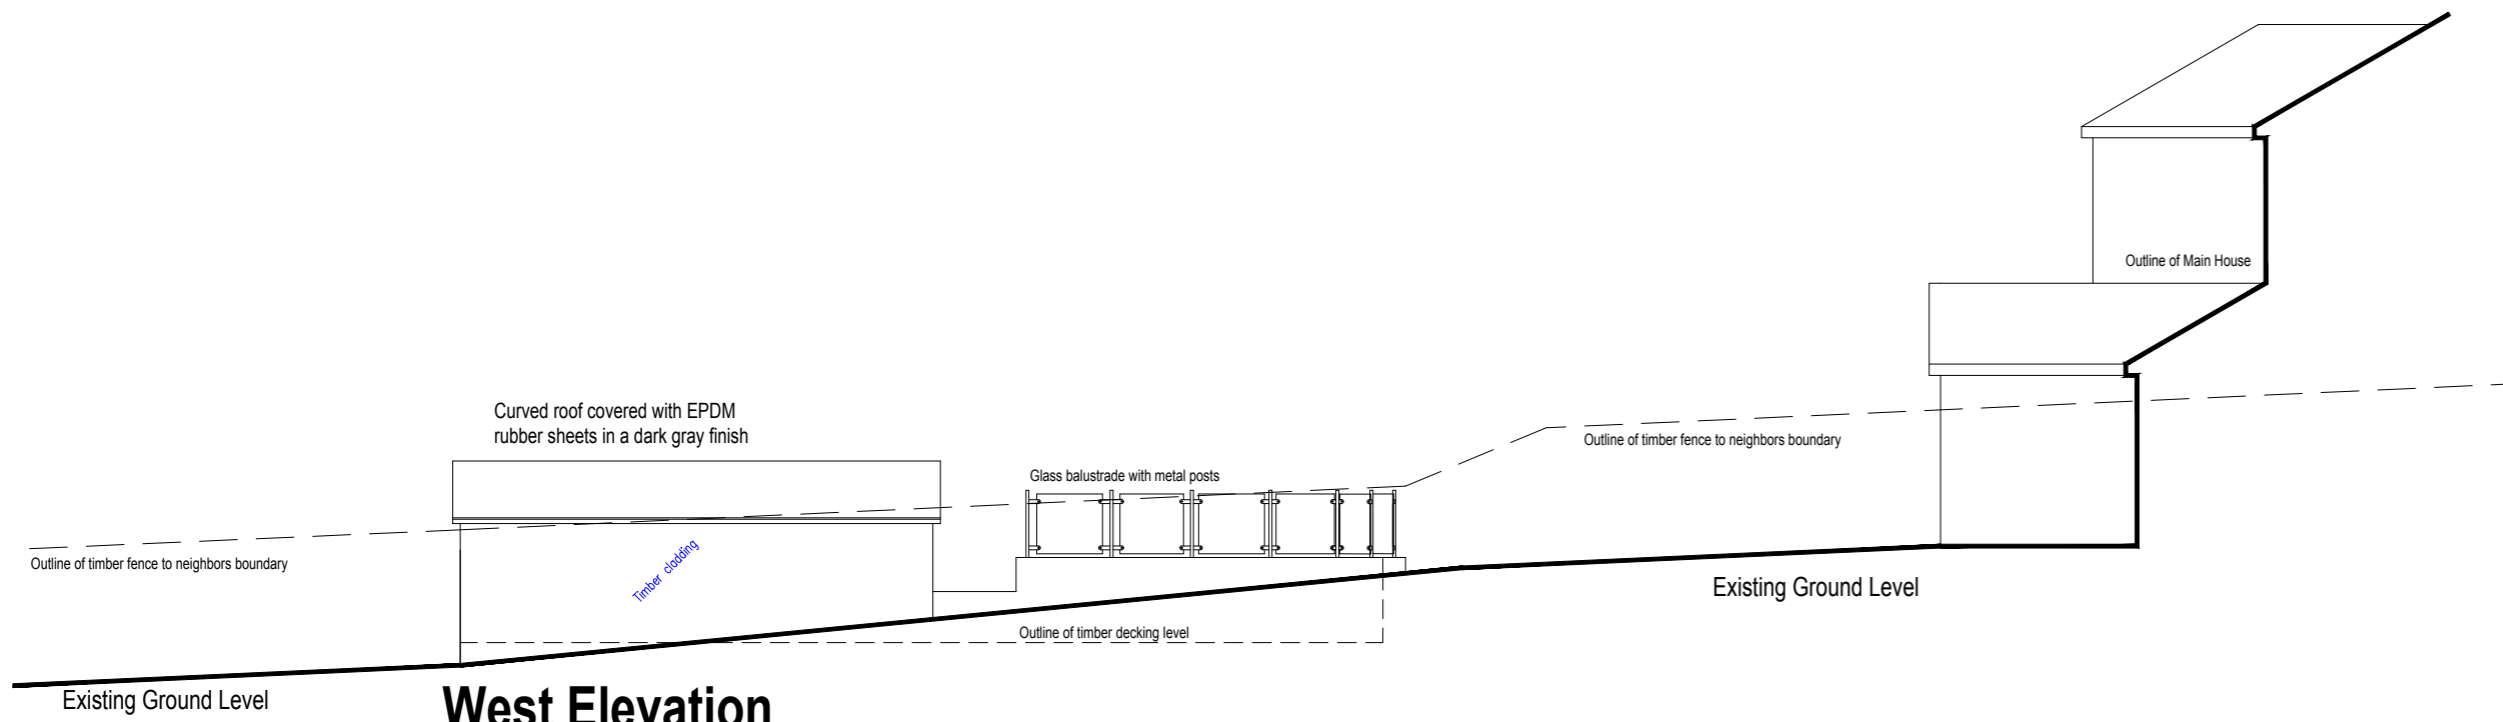 Outline of Main House
Curved roof covered with EPDM
rubber sheets in a dark gray finish
Outline of timber fence to neighbors boundary
Glass balustrade with metal posts
Outline of timber fence to neighbors boundary
Timber cladding
Existing Ground Level
Outline of timber decking level
Existing Ground Level
West Elevation